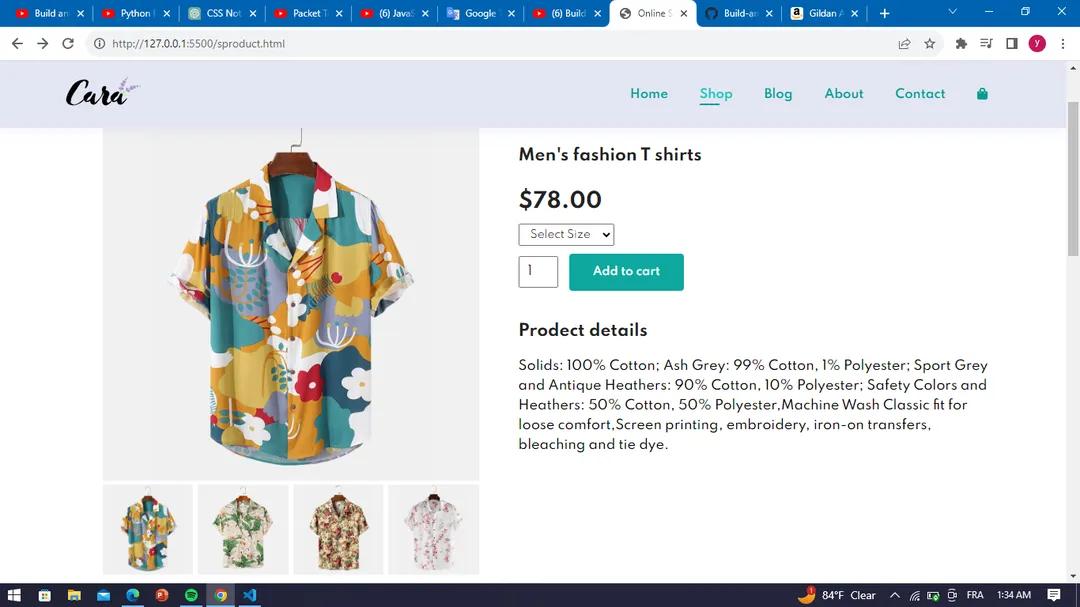 Build an
Python
CSS Not
Packet T
(6) JavaS
Google
(6) Build
Online S
Build-an
Gildan A
http://127.0.0.1:5500/sproduct.html
y
Cara
Home
Shop
Blog
About
Contact
Men's fashion T shirts
$78.00
Select Size
1
Add to cart
Prodect details
Solids: 100% Cotton; Ash Grey: 99% Cotton, 1% Polyester; Sport Grey
and Antique Heathers: 90% Cotton, 10% Polyester; Safety Colors and
Heathers: 50% Cotton, 50% Polyester,Machine Wash Classic fit for
loose comfort,Screen printing, embroidery, iron-on transfers,
bleaching and tie dye.
84°F Clear
FRA
1:34 AM